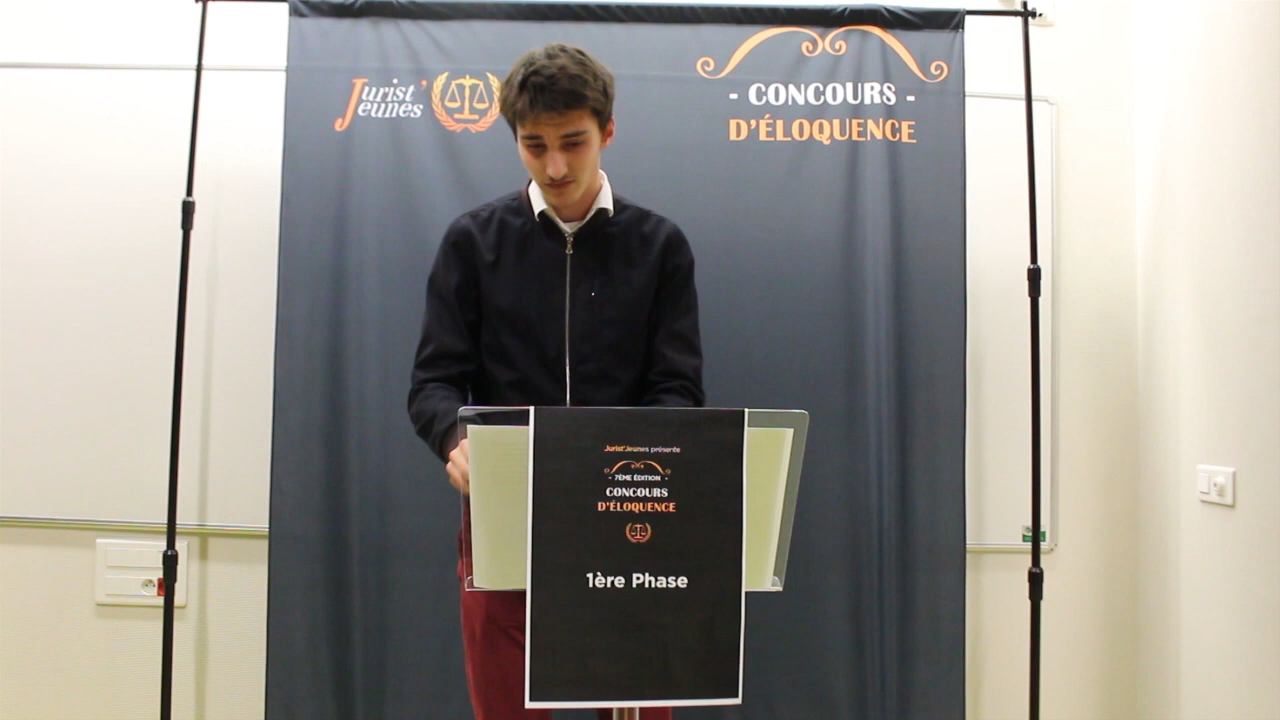 Jurist'
Jeunes
- CONCOURS -
D'ÉLOQUENCE
Jurist'Jeunes présente
- 7ÈME ÉDITION -
CONCOURS
D'ÉLOQUENCE
1ère Phase